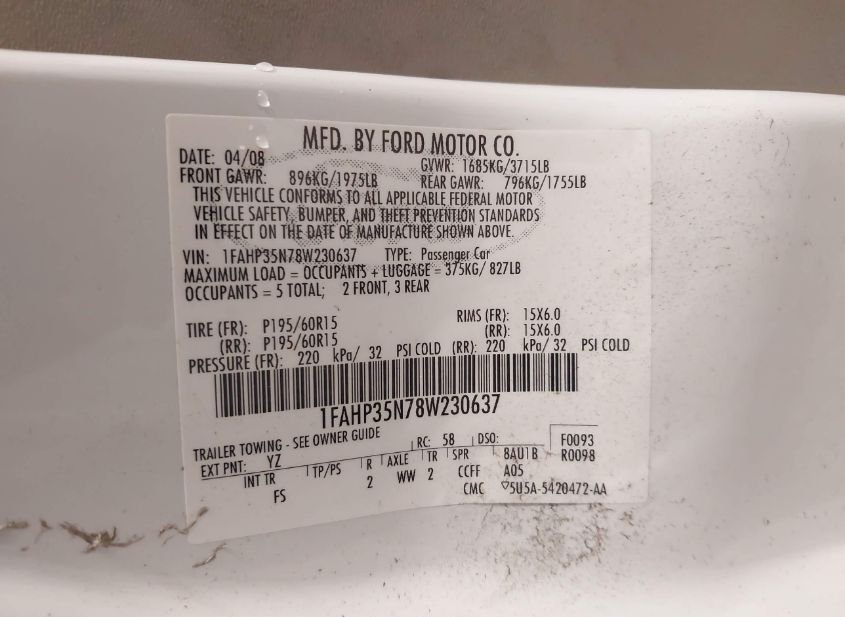 MFD. BY FORD MOTOR CO.
DATE: 04/08 GVWR: 1685KG/3715LB
FRONT GAWR: 896KG/1975LB REAR GAWR: 796KG/1755LB
THIS VEHICLE CONFORMS TO ALL APPLICABLE FEDERAL MOTOR
VEHICLE SAFETY, BUMPER, AND THEFT PREVENTION STANDARDS
IN EFFECT ON THE DATE OF MANUFACTURE SHOWN ABOVE.
VIN: 1FAHP35N78W230637 TYPE: Passenger Car
MAXIMUM LOAD = OCCUPANTS + LUGGAGE = 375KG/ 827LB
OCCUPANTS = 5 TOTAL; 2 FRONT, 3 REAR
TIRE (FR): P195/60R15 RIMS (FR): 15X6.0
(RR): P195/60R15 (RR): 15X6.0
PRESSURE (FR): 220 kPa/ 32 PSI COLD (RR): 220 kPa/ 32 PSI COLD
1FAHP35N78W230637
TRAILER TOWING - SEE OWNER GUIDE RC: 58 DSO: F0093
EXT PNT: YZ R0098
INT TR TP/PS R AXLE TR SPR 8AU1B
FS 2 WW 2 CCFF A05
CMC ▽5U5A-5420472-AA